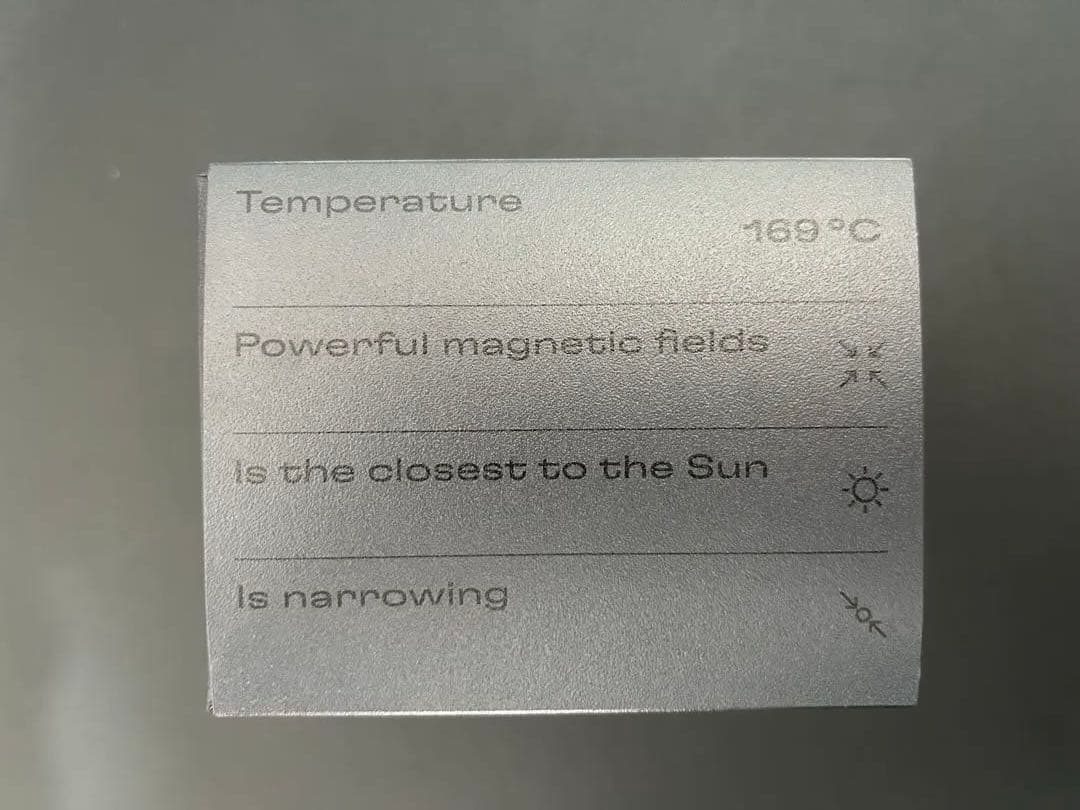 Temperature
169°C
Powerful magnetic fields
Is the closest to the Sun
Is narrowing